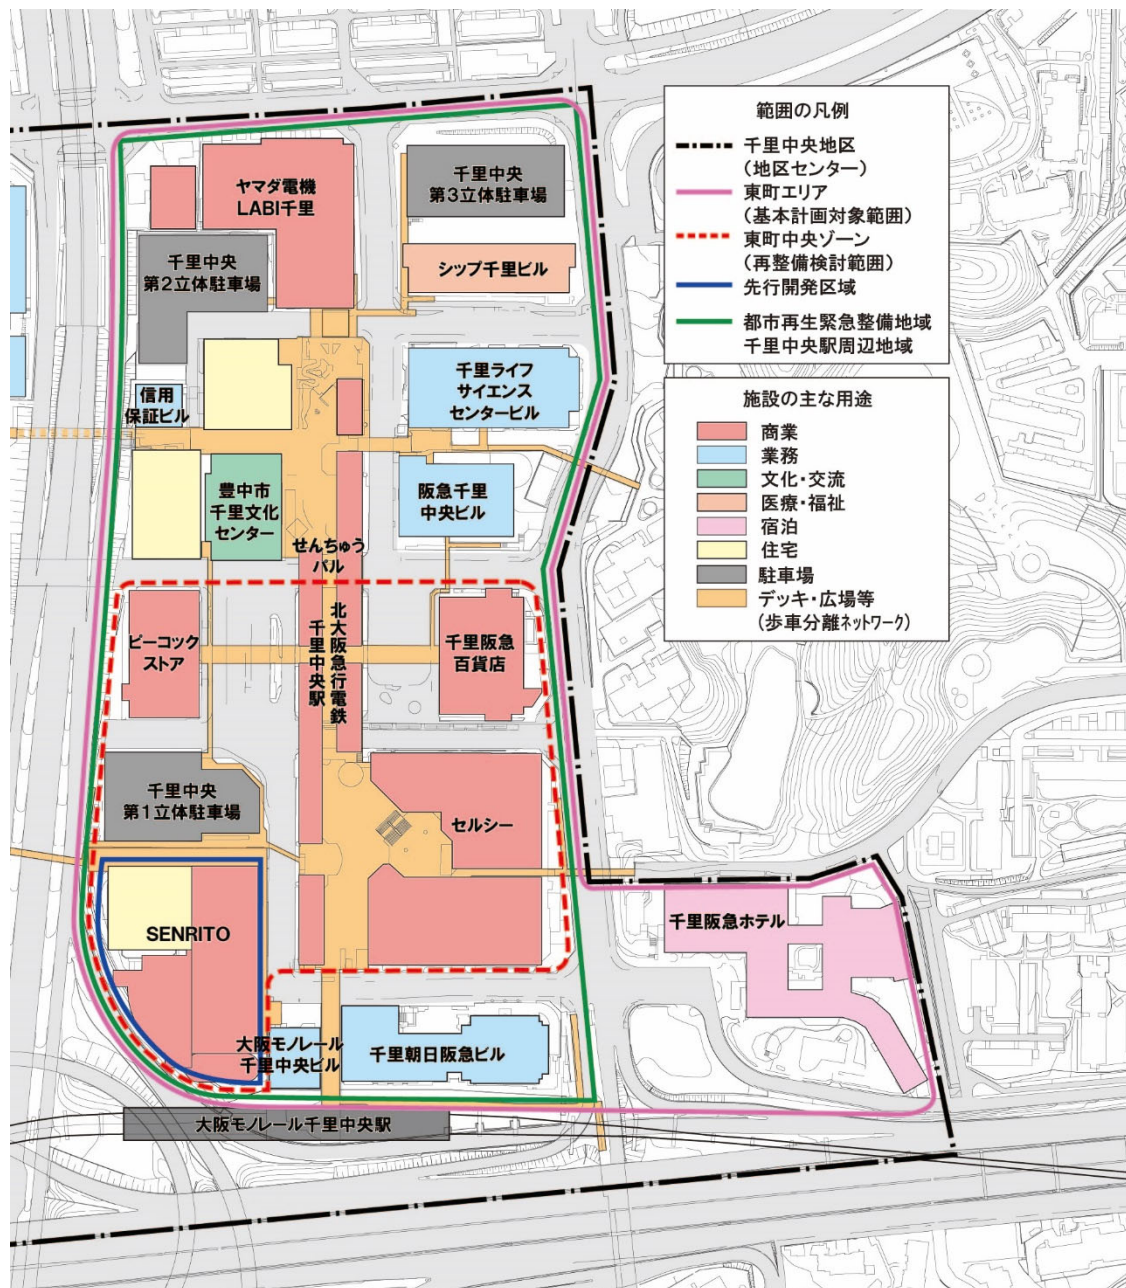 範囲の凡例
千里中央地区
(地区センター)
東町エリア
(基本計画対象範囲)
東町中央ゾーン
(再整備検討範囲)
先行開発区域
都市再生緊急整備地域
千里中央駅周辺地域
施設の主な用途
商業
業務
文化・交流
医療・福祉
宿泊
住宅
駐車場
デッキ・広場等
(歩車分離ネットワーク)
ヤマダ電機
LABI千里
千里中央
第3立体駐車場
千里中央
第2立体駐車場
シップ千里ビル
信用
保証ビル
千里ライフ
サイエンス
センタービル
豊中市
千里文化
センター
阪急千里
中央ビル
せんちゅう
パル
ピーコック
ストア
北大阪急行電鉄
千里中央駅
千里阪急
百貨店
千里中央
第1立体駐車場
セルシー
SENRITO
千里阪急ホテル
大阪モノレール
千里中央ビル
千里朝日阪急ビル
大阪モノレール千里中央駅